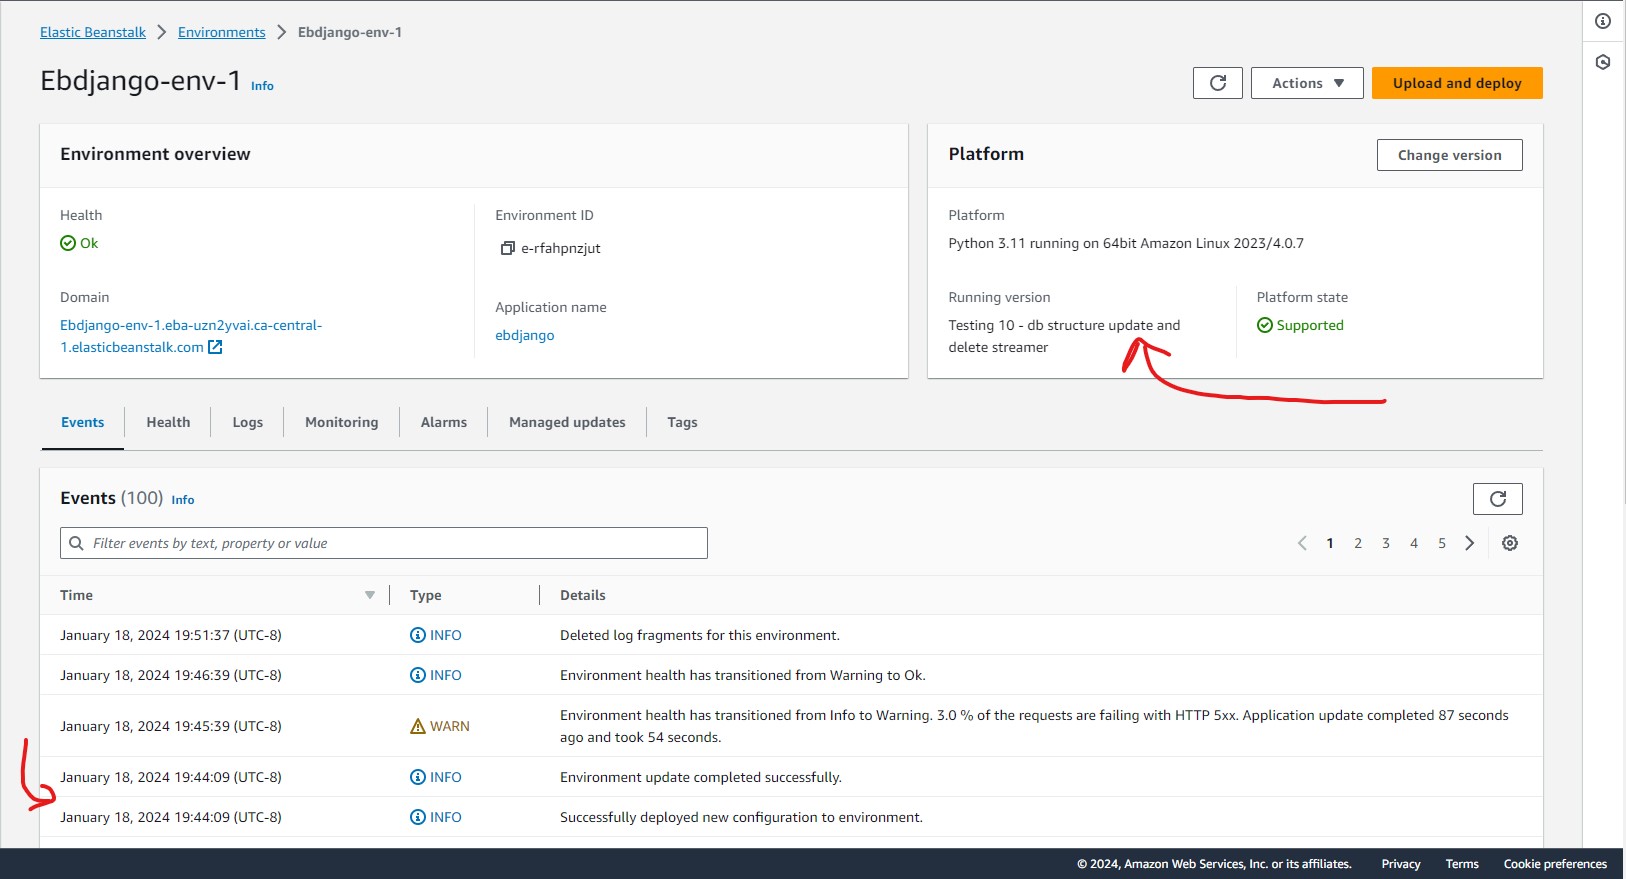 Elastic Beanstalk > Environments > Ebdjango-env-1
Ebdjango-env-1 Info
Actions
Upload and deploy
Environment overview
Health
Ok
Domain
Ebdjango-env-1.eba-uzn2yvai.ca-central-
1.elasticbeanstalk.com
Environment ID
e-rfahpnzjut
Application name
ebdjango
Platform
Change version
Platform
Python 3.11 running on 64bit Amazon Linux 2023/4.0.7
Running version
Testing 10 - db structure update and
delete streamer
Platform state
Supported
Events Health Logs Monitoring Alarms Managed updates Tags
Events (100) Info
Filter events by text, property or value
1 2 3 4 5
Time Type Details
January 18, 2024 19:51:37 (UTC-8) INFO Deleted log fragments for this environment.
January 18, 2024 19:46:39 (UTC-8) INFO Environment health has transitioned from Warning to Ok.
January 18, 2024 19:45:39 (UTC-8) WARN Environment health has transitioned from Info to Warning. 3.0 % of the requests are failing with HTTP 5xx. Application update completed 87 seconds
ago and took 54 seconds.
January 18, 2024 19:44:09 (UTC-8) INFO Environment update completed successfully.
January 18, 2024 19:44:09 (UTC-8) INFO Successfully deployed new configuration to environment.
© 2024, Amazon Web Services, Inc. or its affiliates. Privacy Terms Cookie preferences